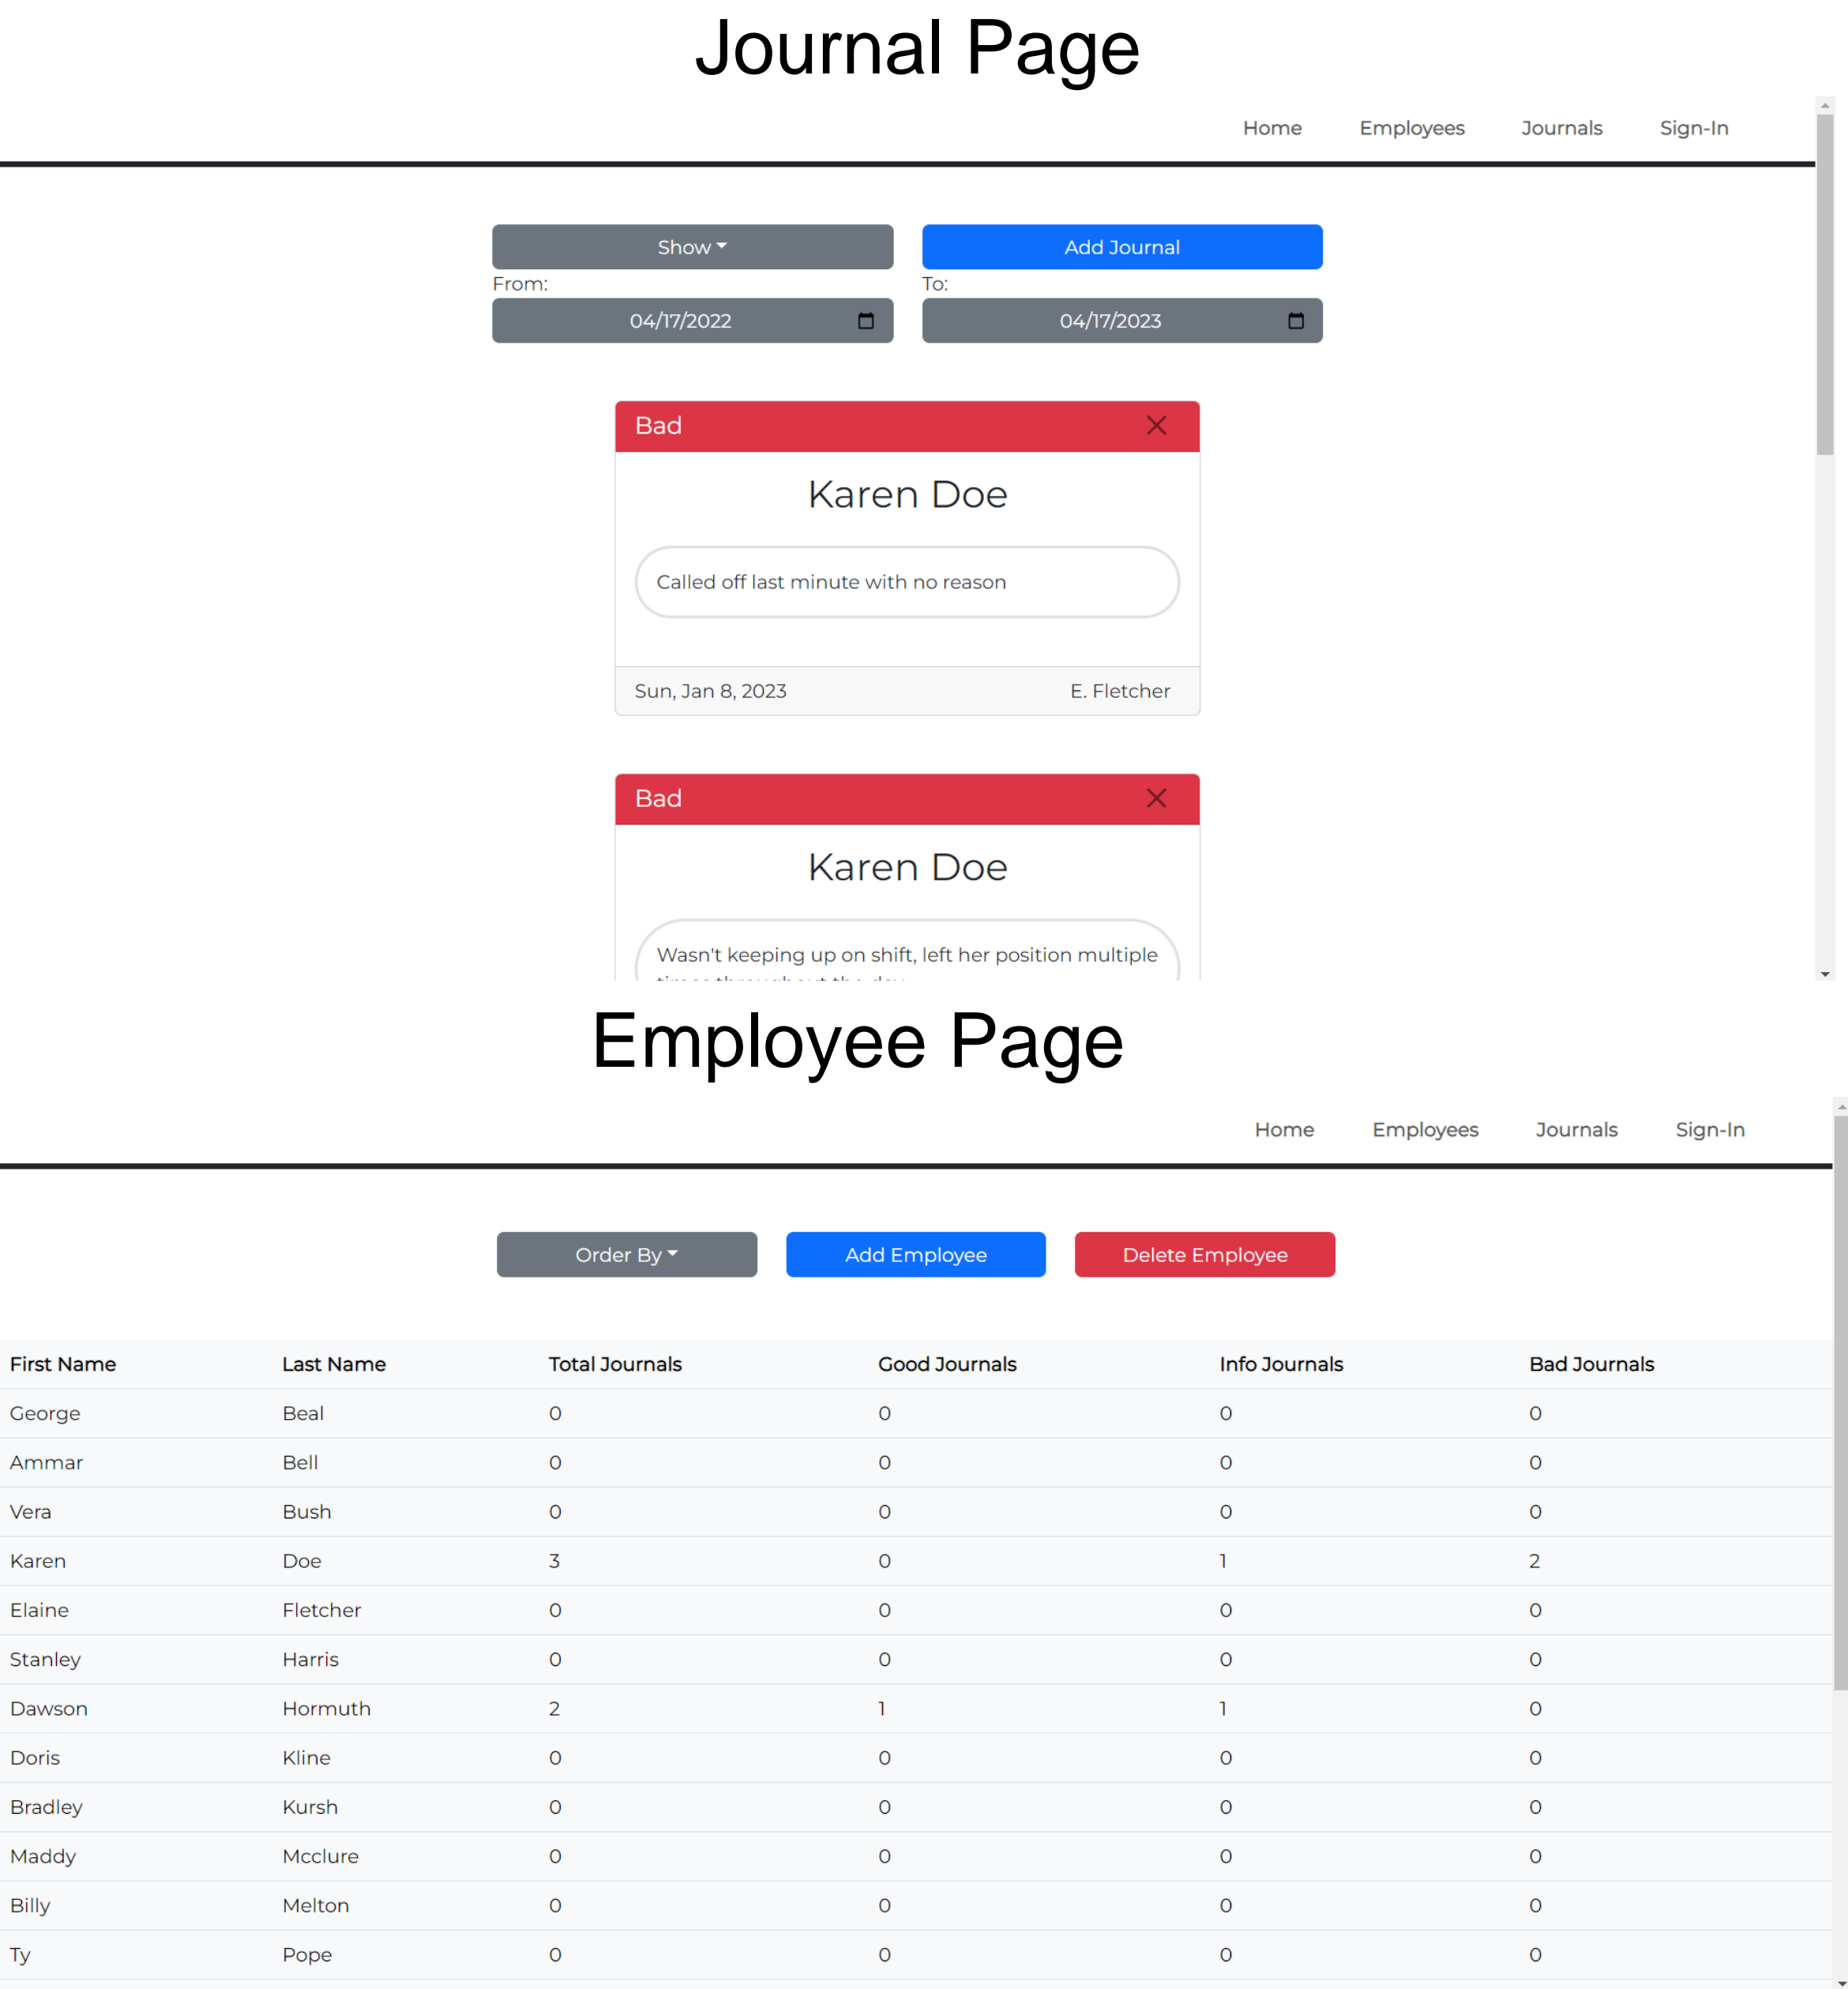 Journal Page
Home Employees Journals Sign-In
Show Add Journal
From: To:
04/17/2022 04/17/2023
Bad
Karen Doe
Called off last minute with no reason
Sun, Jan 8, 2023 E. Fletcher
Bad
Karen Doe
Wasn't keeping up on shift, left her position multiple
times throughout the day
Employee Page
Home Employees Journals Sign-In
Order By Add Employee Delete Employee
First Name Last Name Total Journals Good Journals Info Journals Bad Journals
George Beal 0 0 0 0
Ammar Bell 0 0 0 0
Vera Bush 0 0 0 0
Karen Doe 3 0 1 2
Elaine Fletcher 0 0 0 0
Stanley Harris 0 0 0 0
Dawson Hormuth 2 1 1 0
Doris Kline 0 0 0 0
Bradley Kursh 0 0 0 0
Maddy Mcclure 0 0 0 0
Billy Melton 0 0 0 0
Ty Pope 0 0 0 0